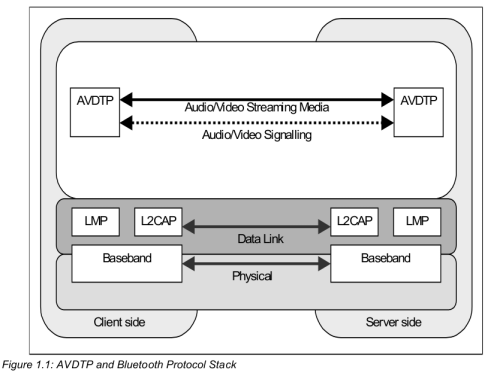 AVDTP
AVDTP
Audio/Video Streaming Media
Audio/Video Signalling
LMP
L2CAP
L2CAP
LMP
Data Link
Baseband
Baseband
Physical
Client side
Server side
Figure 1.1: AVDTP and Bluetooth Protocol Stack